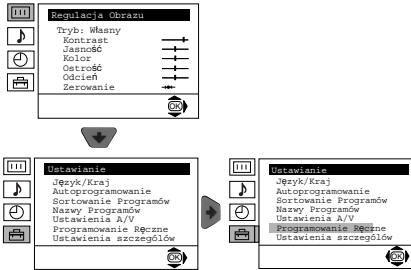 Regulacja Obrazu
Tryb: Własny
Kontrast
Jasność
Kolor
Ostrość
Odcień
Zerowanie
OK
Ustawianie
Język/Kraj
Autoprogramowanie
Sortowanie Programów
Nazwy Programów
Ustawienia A/V
Programowanie Ręczne
Ustawienia szczegółów
OK
Ustawianie
Język/Kraj
Autoprogramowanie
Sortowanie Programów
Nazwy Programów
Ustawienia A/V
Programowanie Ręczne
Ustawienia szczegółów
OK